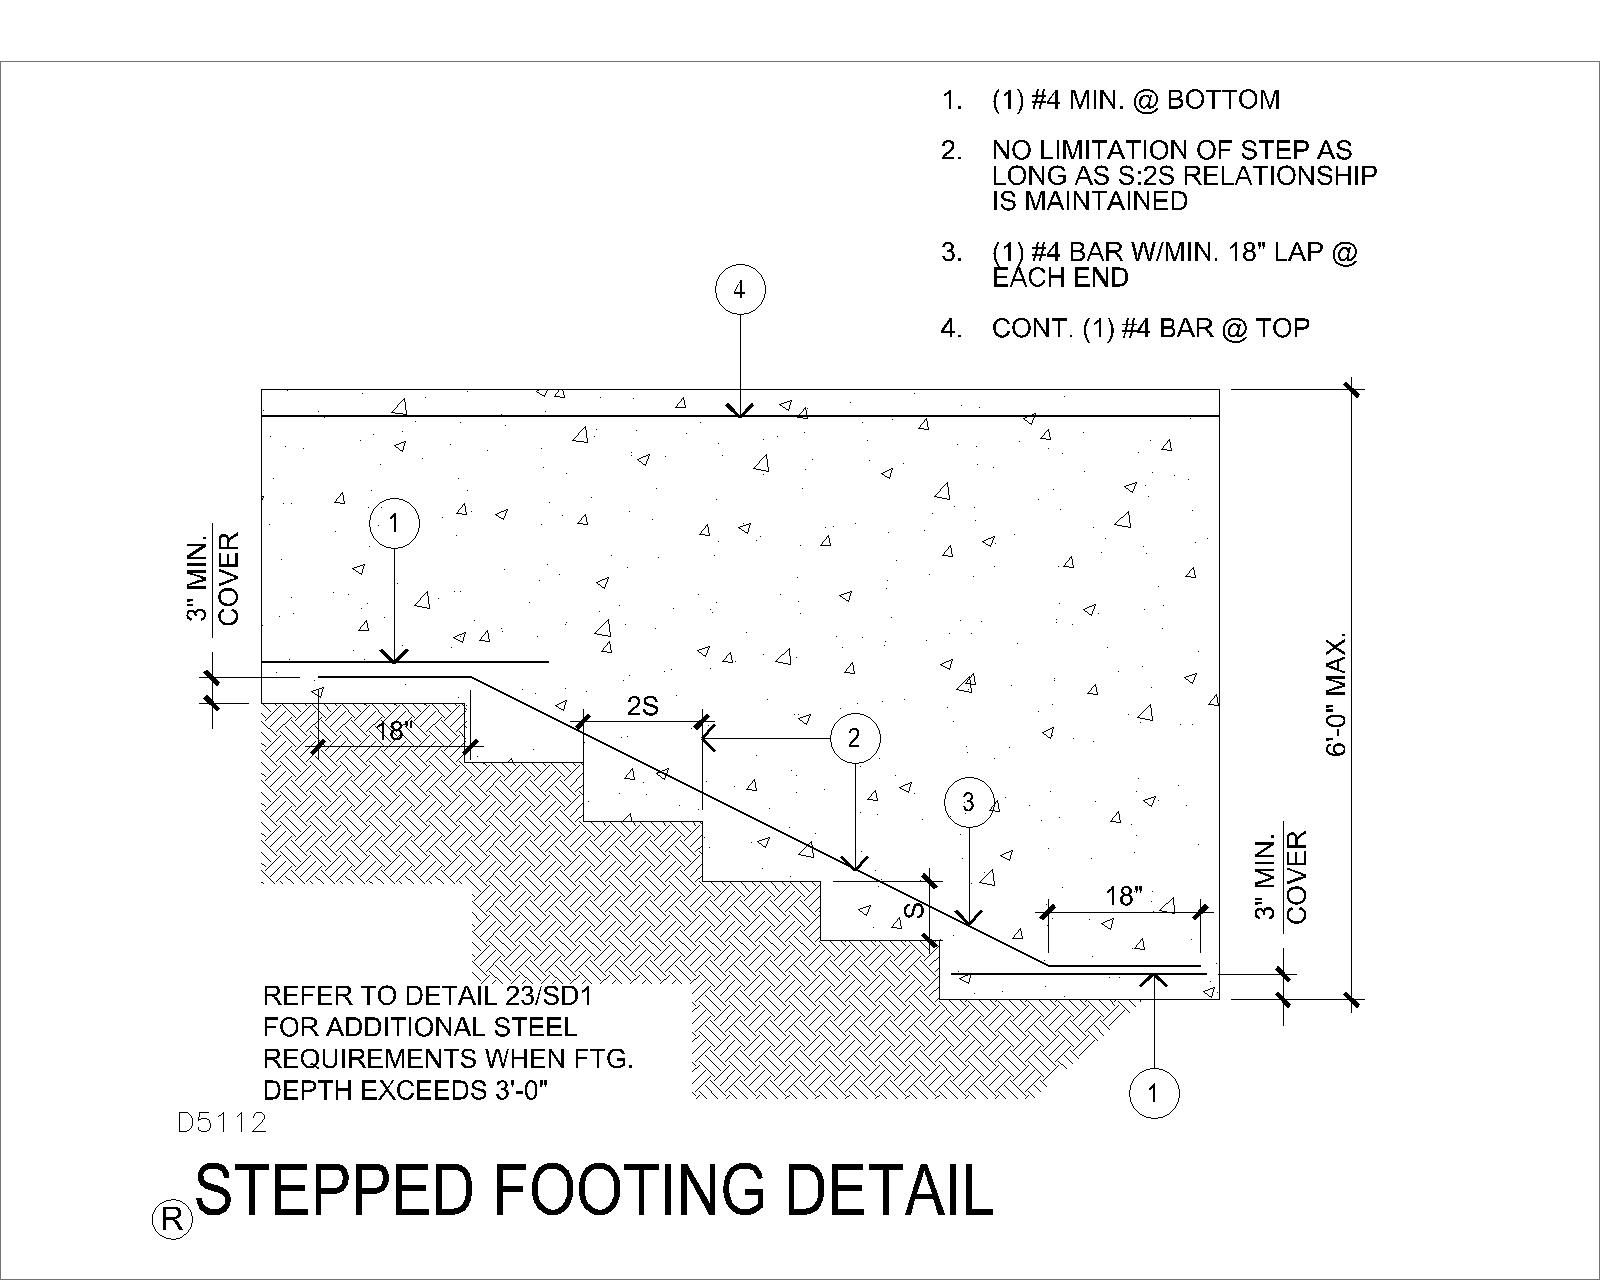 1. (1) #4 MIN. @ BOTTOM
2. NO LIMITATION OF STEP AS
LONG AS S:2S RELATIONSHIP
IS MAINTAINED
3. (1) #4 BAR W/MIN. 18" LAP @
EACH END
4. CONT. (1) #4 BAR @ TOP
4
1
3" MIN.
COVER
18"
2S
2
3
S
18"
6'-0" MAX.
3" MIN.
COVER
1
REFER TO DETAIL 23/SD1
FOR ADDITIONAL STEEL
REQUIREMENTS WHEN FTG.
DEPTH EXCEEDS 3'-0"
D5112
R
STEPPED FOOTING DETAIL